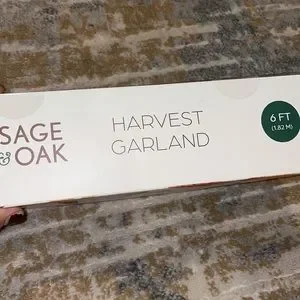 SAGE
& OAK
HARVEST
GARLAND
6 FT
(1.82 M)